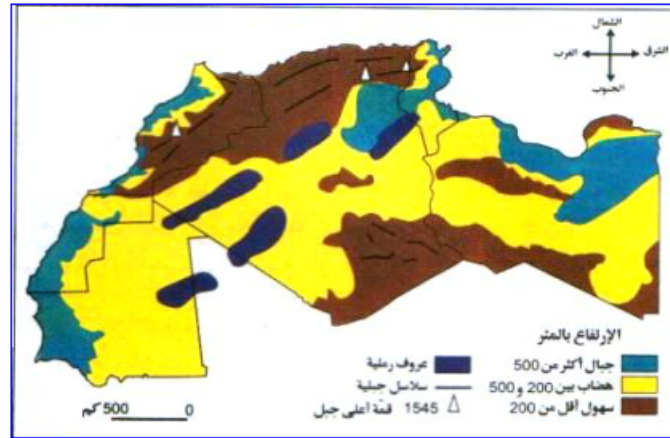 الشمال
الشرق
الغرب
الجنوب
الإرتفاع بالمتر
جبال أكثر من 500
هضاب بين 200 و 500
سهول أقل من 200
عروف رملية
سلاسل جبلية
1545 قمة أعلى جبل
0 500 كم